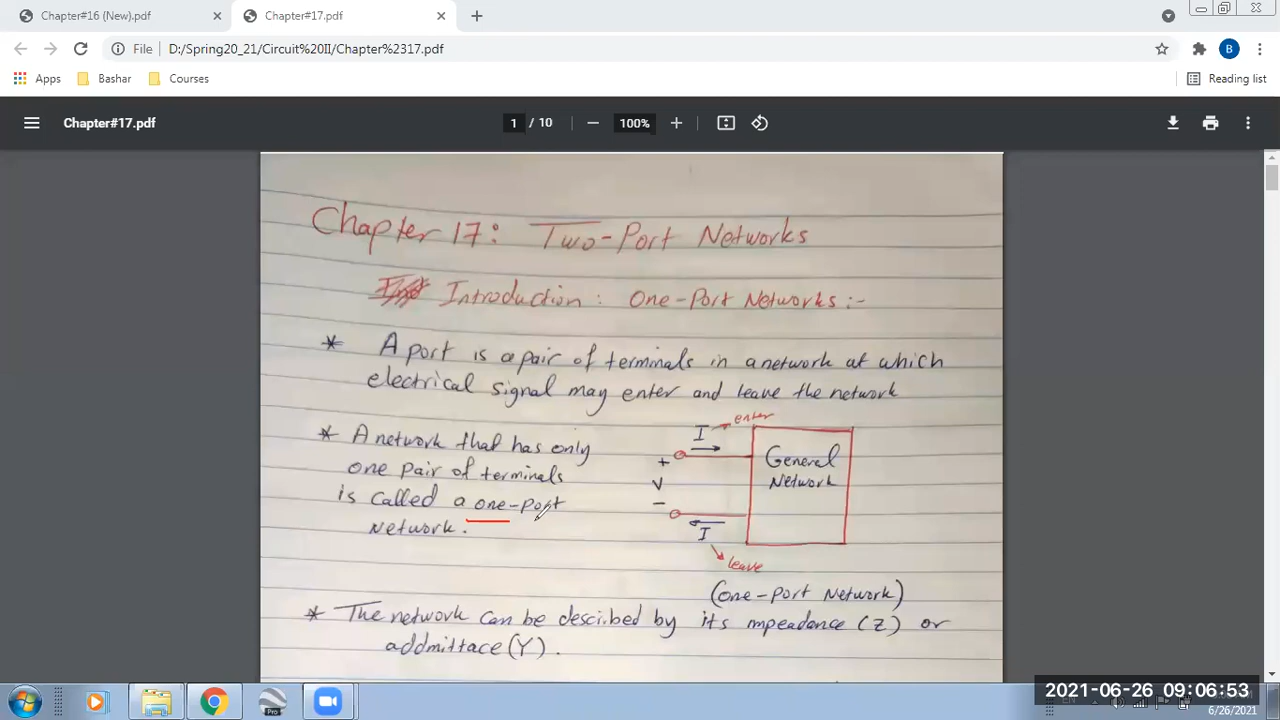 Chapter#16 (New).pdf
Chapter#17.pdf
File D:/Spring20_21/Circuit%20II/Chapter%2317.pdf
B
Apps Bashar Courses Reading list
Chapter#17.pdf 1 / 10 100%
Chapter 17: Two-Port Networks
Introduction: One-Port Networks:-
* A port is a pair of terminals in a network at which
electrical signal may enter and leave the network
* A network that has only
one pair of terminals
is called a one-port
Network.
I enter
+
V
-
I
leave
General
Network
(One-Port Network)
* The network can be descibed by its mpeadence (Z) or
addmittace (Y).
Pro
2021-06-26 09:06:53
6/26/2021